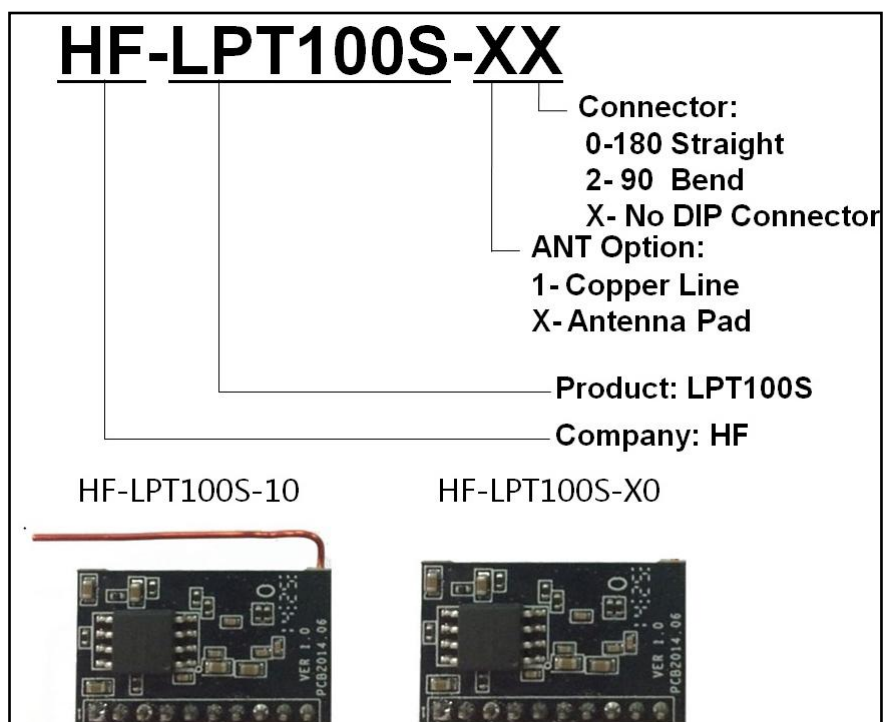 HF-LPT100S-XX
Connector:
0-180 Straight
2- 90 Bend
X- No DIP Connector
ANT Option:
1- Copper Line
X- Antenna Pad
Product: LPT100S
Company: HF
HF-LPT100S-10
HF-LPT100S-X0
VER 1.0
PCB2014.06
VER 1.0
PCB2014.06